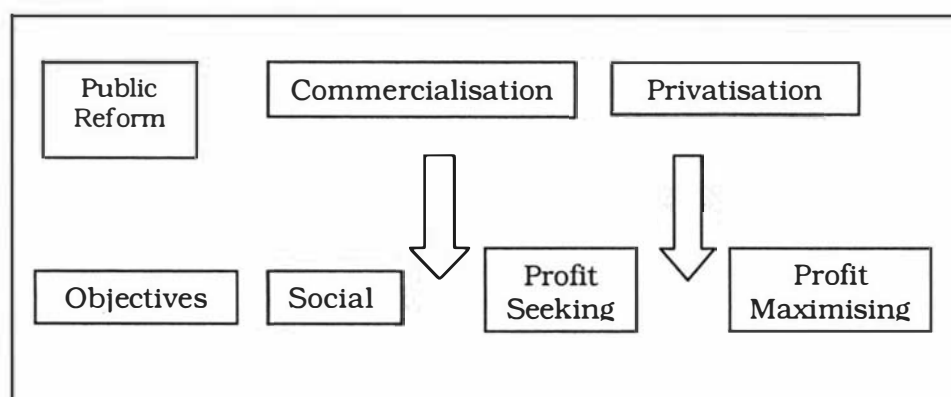 Public
Reform
Commercialisation
Privatisation
Objectives
Social
Profit
Seeking
Profit
Maximising